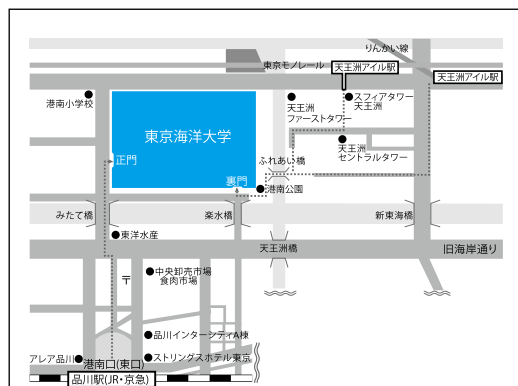 りんかい線
東京モノレール
天王洲アイル駅
天王洲アイル駅
港南小学校
天王洲
ファーストタワー
スフィアタワー
天王洲
東京海洋大学
正門
天王洲
セントラルタワー
ふれあい橋
裏門
港南公園
みたて橋
楽水橋
新東海橋
東洋水産
天王洲橋
旧海岸通り
〒
中央卸売市場
食肉市場
品川インターシティA棟
アレア品川
港南口(東口)
ストリングスホテル東京
品川駅(JR・京急)